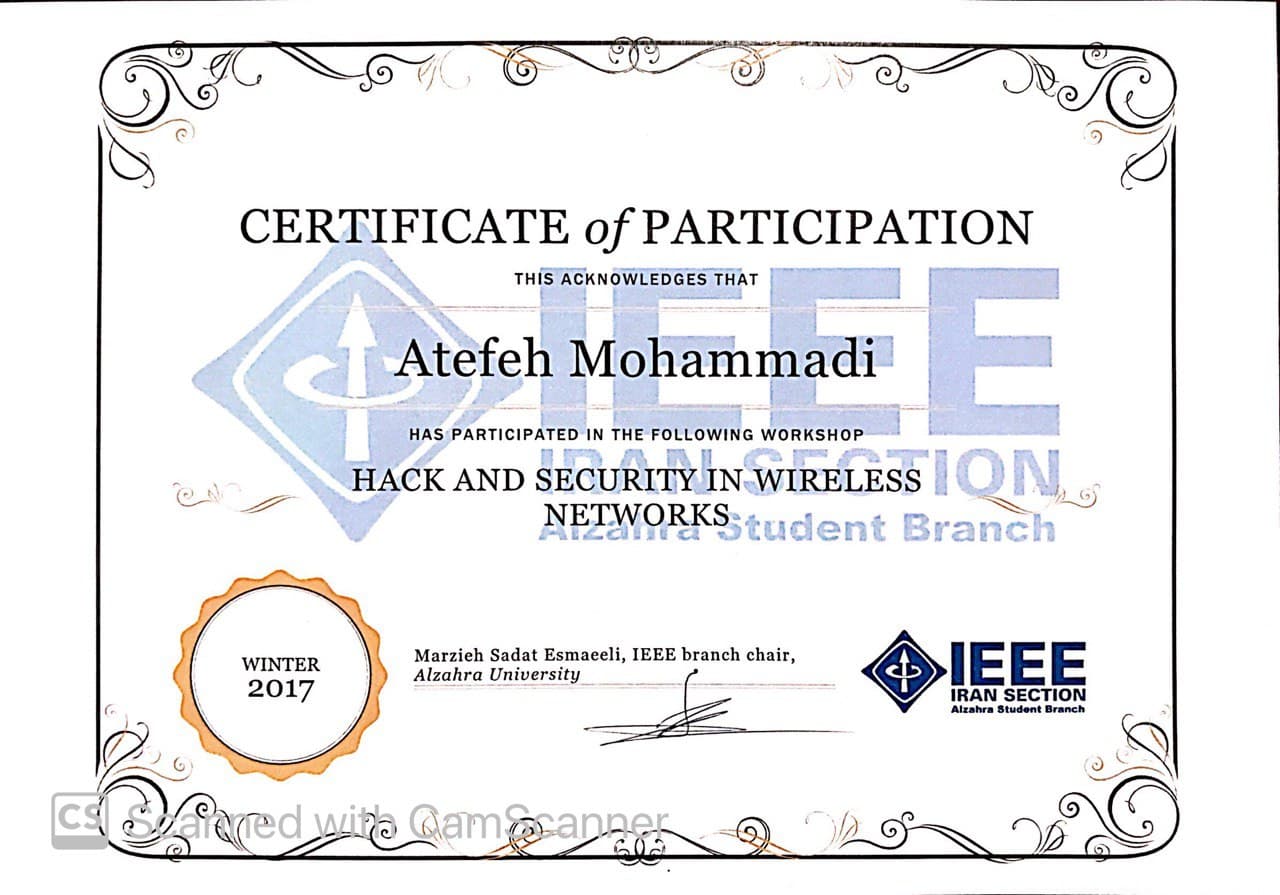 CERTIFICATE of PARTICIPATION
THIS ACKNOWLEDGES THAT
Atefeh Mohammadi
HAS PARTICIPATED IN THE FOLLOWING WORKSHOP
HACK AND SECURITY IN WIRELESS
NETWORKS
IEEE
IRAN SECTION
Alzahra Student Branch
WINTER
2017
Marzieh Sadat Esmaeeli, IEEE branch chair,
Alzahra University
IEEE
IRAN SECTION
Alzahra Student Branch
CS Scanned with CamScanner